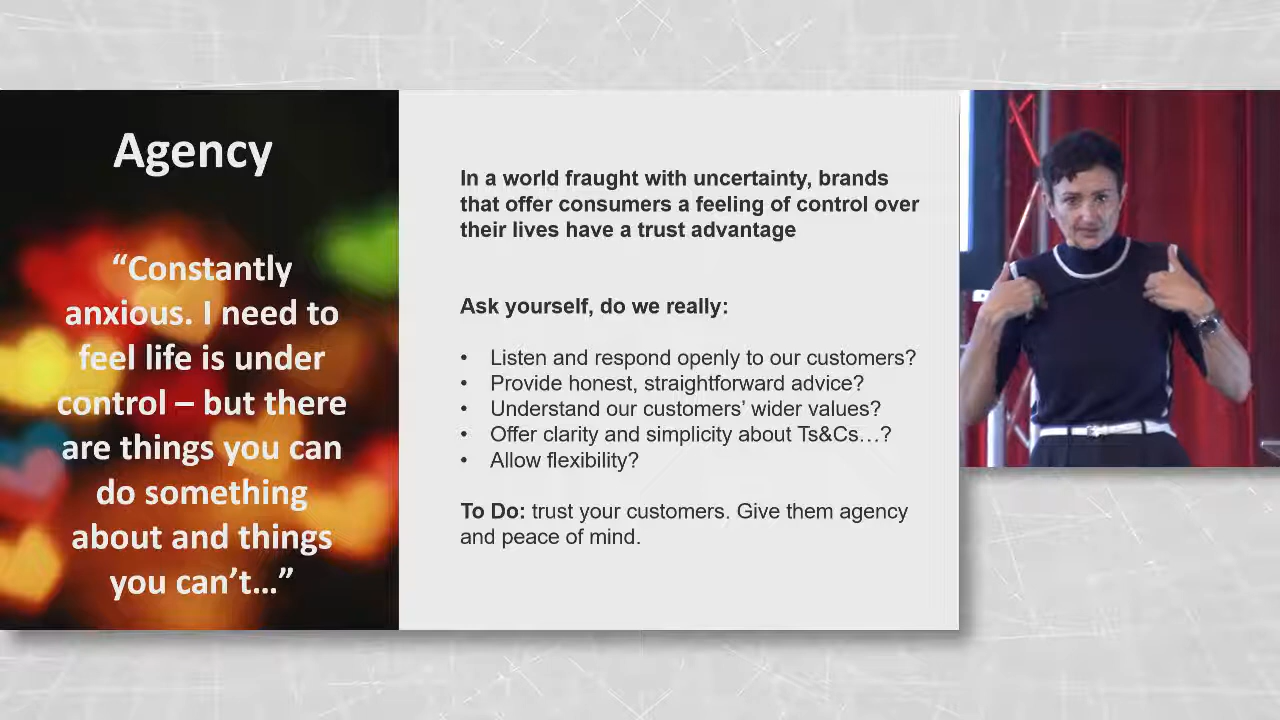 Agency
“Constantly
anxious. I need to
feel life is under
control – but there
are things you can
do something
about and things
you can’t…”
In a world fraught with uncertainty, brands
that offer consumers a feeling of control over
their lives have a trust advantage
Ask yourself, do we really:
• Listen and respond openly to our customers?
• Provide honest, straightforward advice?
• Understand our customers’ wider values?
• Offer clarity and simplicity about Ts&Cs…?
• Allow flexibility?
To Do: trust your customers. Give them agency
and peace of mind.